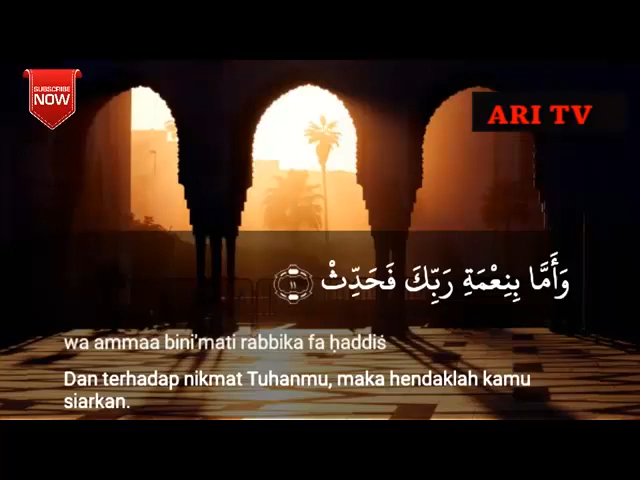 SUBSCRIBE
NOW
ARI TV
وَأَمَّا بِنِعْمَةِ رَبِّكَ فَحَدِّثْ ۝١١
wa ammaa bini'mati rabbika fa ḥaddiṡ
Dan terhadap nikmat Tuhanmu, maka hendaklah kamu
siarkan.